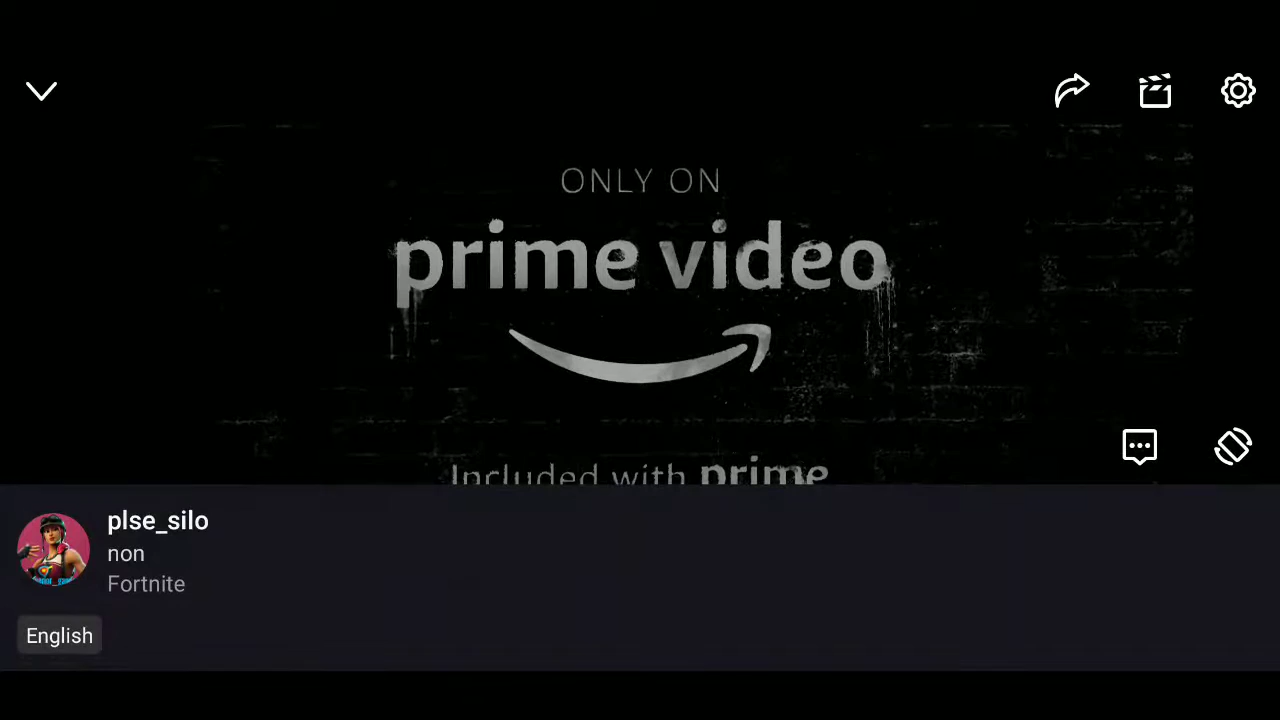 ONLY ON
prime video
Included with prime
plse_silo
non
Fortnite
English